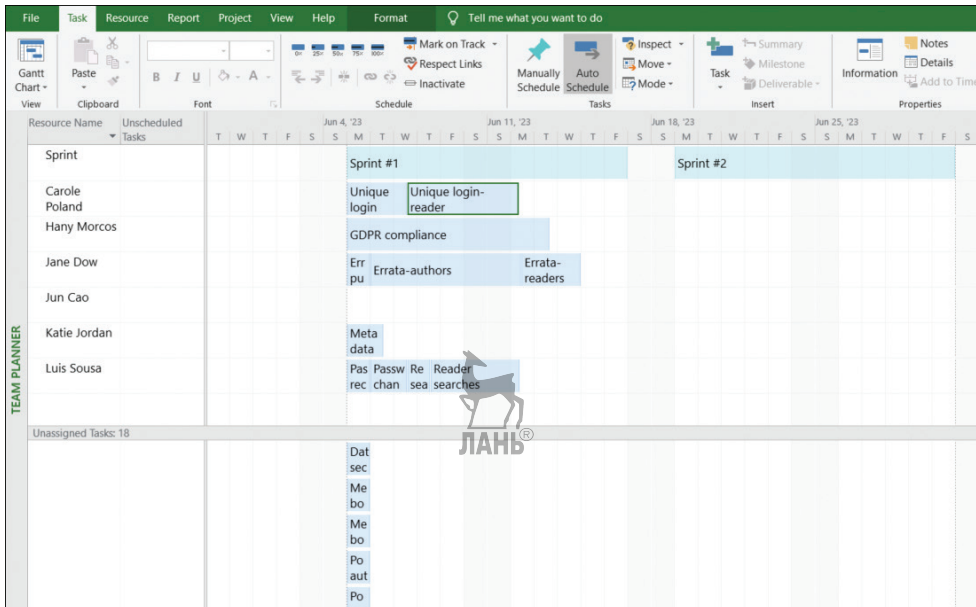 File Task Resource Report Project View Help Format Tell me what you want to do
Gantt Chart
View
Paste
Clipboard
B I U A
Font
0% 25% 50% 75% 100%
Mark on Track
Respect Links
Inactivate
Schedule
Manually Schedule
Auto Schedule
Inspect
Move
Mode
Tasks
Task
Summary
Milestone
Deliverable
Insert
Information
Notes
Details
Add to Time
Properties
Resource Name Unscheduled Tasks
Jun 4, '23 Jun 11, '23 Jun 18, '23 Jun 25, '23
T W T F S S M T W T F S S M T W T F S S M T W T F S S M T W T F S
Sprint Sprint #1 Sprint #2
Carole Poland
Unique login
Unique login-reader
Hany Morcos GDPR compliance
Jane Dow
Err pu
Errata-authors
Errata-readers
Jun Cao
Katie Jordan
Meta data
Luis Sousa
Pas rec
Passw chan
Re sea
Reader searches
TEAM PLANNER
ЛАНЬ®
Unassigned Tasks: 18
Dat
sec
Me
bo
Me
bo
Po
aut
Po